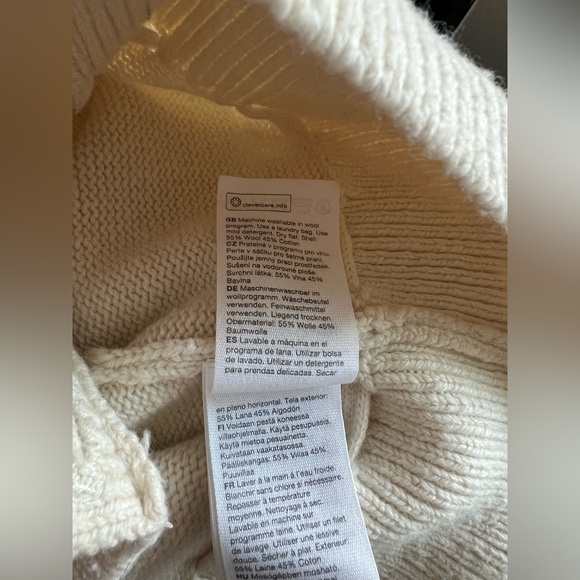 clevercare.info
GB Machine washable in wool
program. Use a laundry bag. Use
mild detergent. Dry flat. Shell:
55% Wool 45% Cotton
CZ Pratelné v programu pro vlnu.
Perte v sáčku pro šetrné praní.
Použijte jemný prací prostředek.
Sušení na vodorovné ploše.
Svrchní látka: 55% Vlna 45%
Bavlna
DE Maschinenwaschbar im
wollprogramm. Wäschebeutel
verwenden. Feinwaschmittel
verwenden. Liegend trocknen.
Obermaterial: 55% Wolle 45%
Baumwolle
ES Lavable a máquina en el
programa de lana. Utilizar bolsa
de lavado. Utilizar un detergente
para prendas delicadas. Secar
en plano horizontal. Tela exterior:
55% Lana 45% Algodón
FI Voidaan pestä koneessa
villaohjelmalla. Käytä pesupussia.
Käytä mietoa pesuainetta.
Kuivataan vaakatasossa.
Päälliskangas: 55% Villaa 45%
Puuvillaa
FR Laver à la main à l'eau froide.
Blanchir sans chlore si nécessaire.
Repasser à température
moyenne. Nettoyage à sec
Lavable en machine sur
programme laine. Utiliser un filet
de lavage. Utiliser une lessive
douce. Sécher à plat. Extérieur:
55% Laine 45% Coton
HU Mosógépben mosható